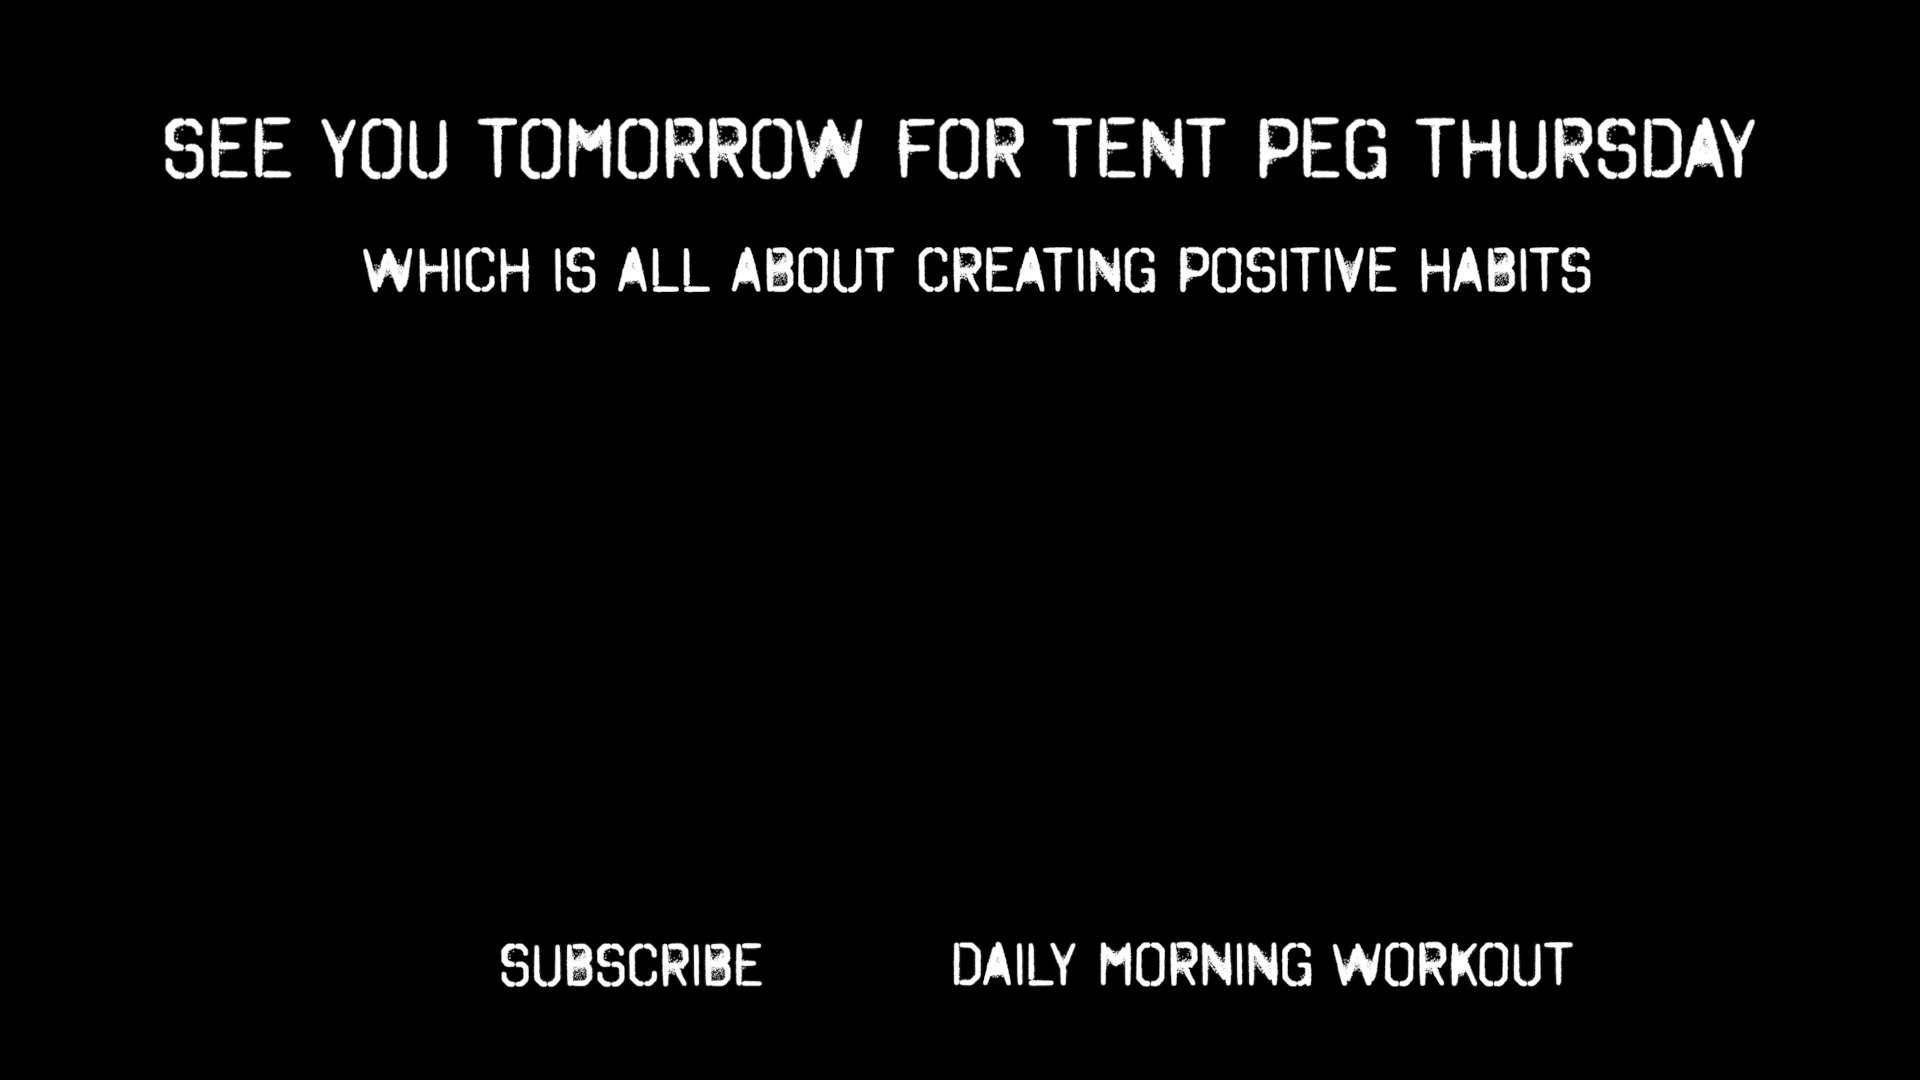 SEE YOU TOMORROW FOR TENT PEG THURSDAY
WHICH IS ALL ABOUT CREATING POSITIVE HABITS
SUBSCRIBE
DAILY MORNING WORKOUT